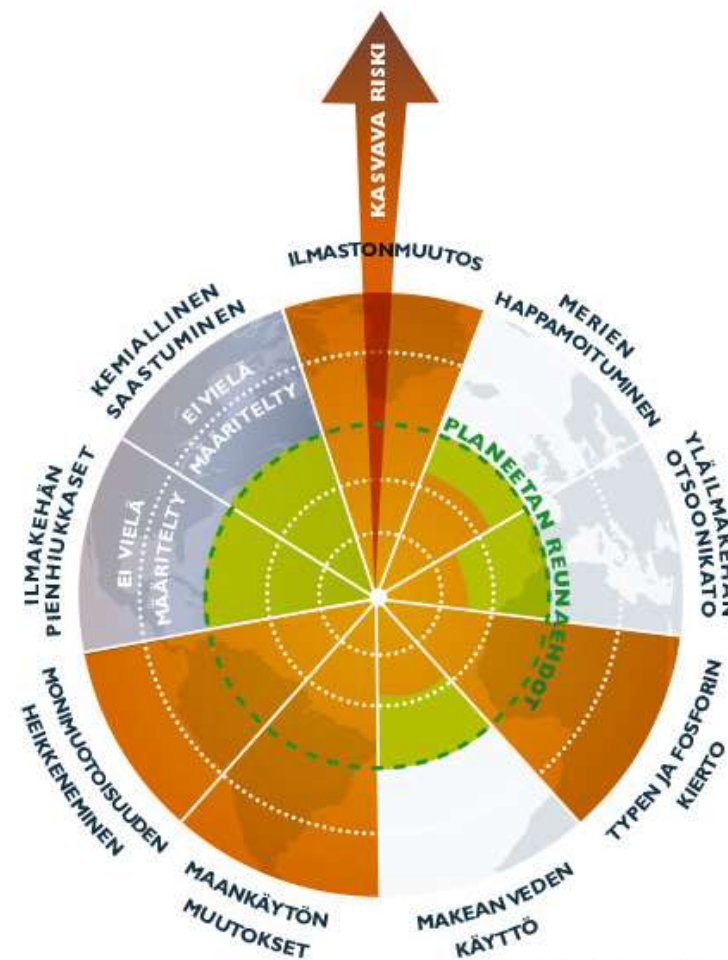 KASVAVA RISKI
ILMASTONMUUTOS
MERIEN
HAPPAMOITUMINEN
YLÄILMAKEHÄN
OTSOONIKATO
TYPEN JA FOSFORIN
KIERTO
MAKEAN VEDEN
KÄYTTÖ
MAANKÄYTÖN
MUUTOKSET
MONIMUOTOISUUDEN
HEIKKENEMINEN
ILMAKEHÄN
PIENHIUKKASET
KEMIALLINEN
SAASTUMINEN
EI VIELÄ
MÄÄRITELTY
EI VIELÄ
MÄÄRITELTY
PLANEETAN REUNAEHDOT